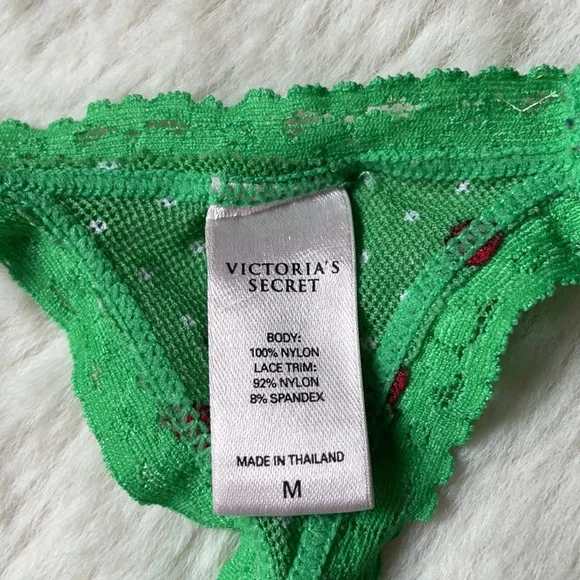 VICTORIA'S
SECRET
BODY:
100% NYLON
LACE TRIM:
92% NYLON
8% SPANDEX
MADE IN THAILAND
M